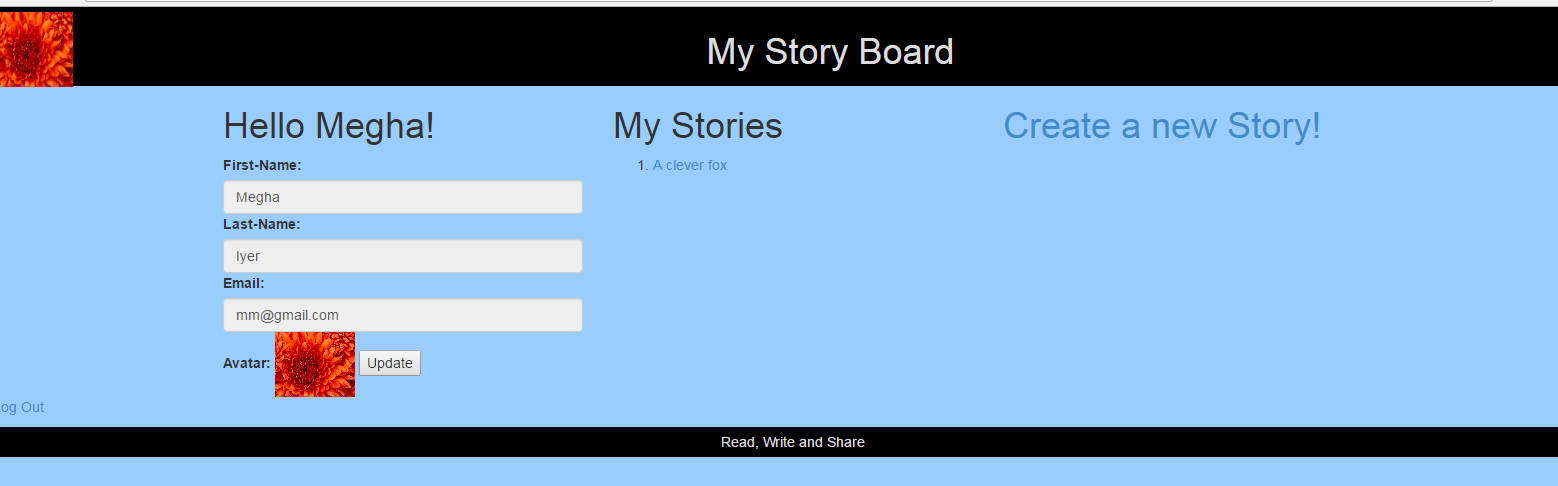 My Story Board
Hello Megha!
First-Name:
Megha
Last-Name:
Iyer
Email:
mm@gmail.com
Avatar: Update
My Stories
1. A clever fox
Create a new Story!
og Out
Read, Write and Share